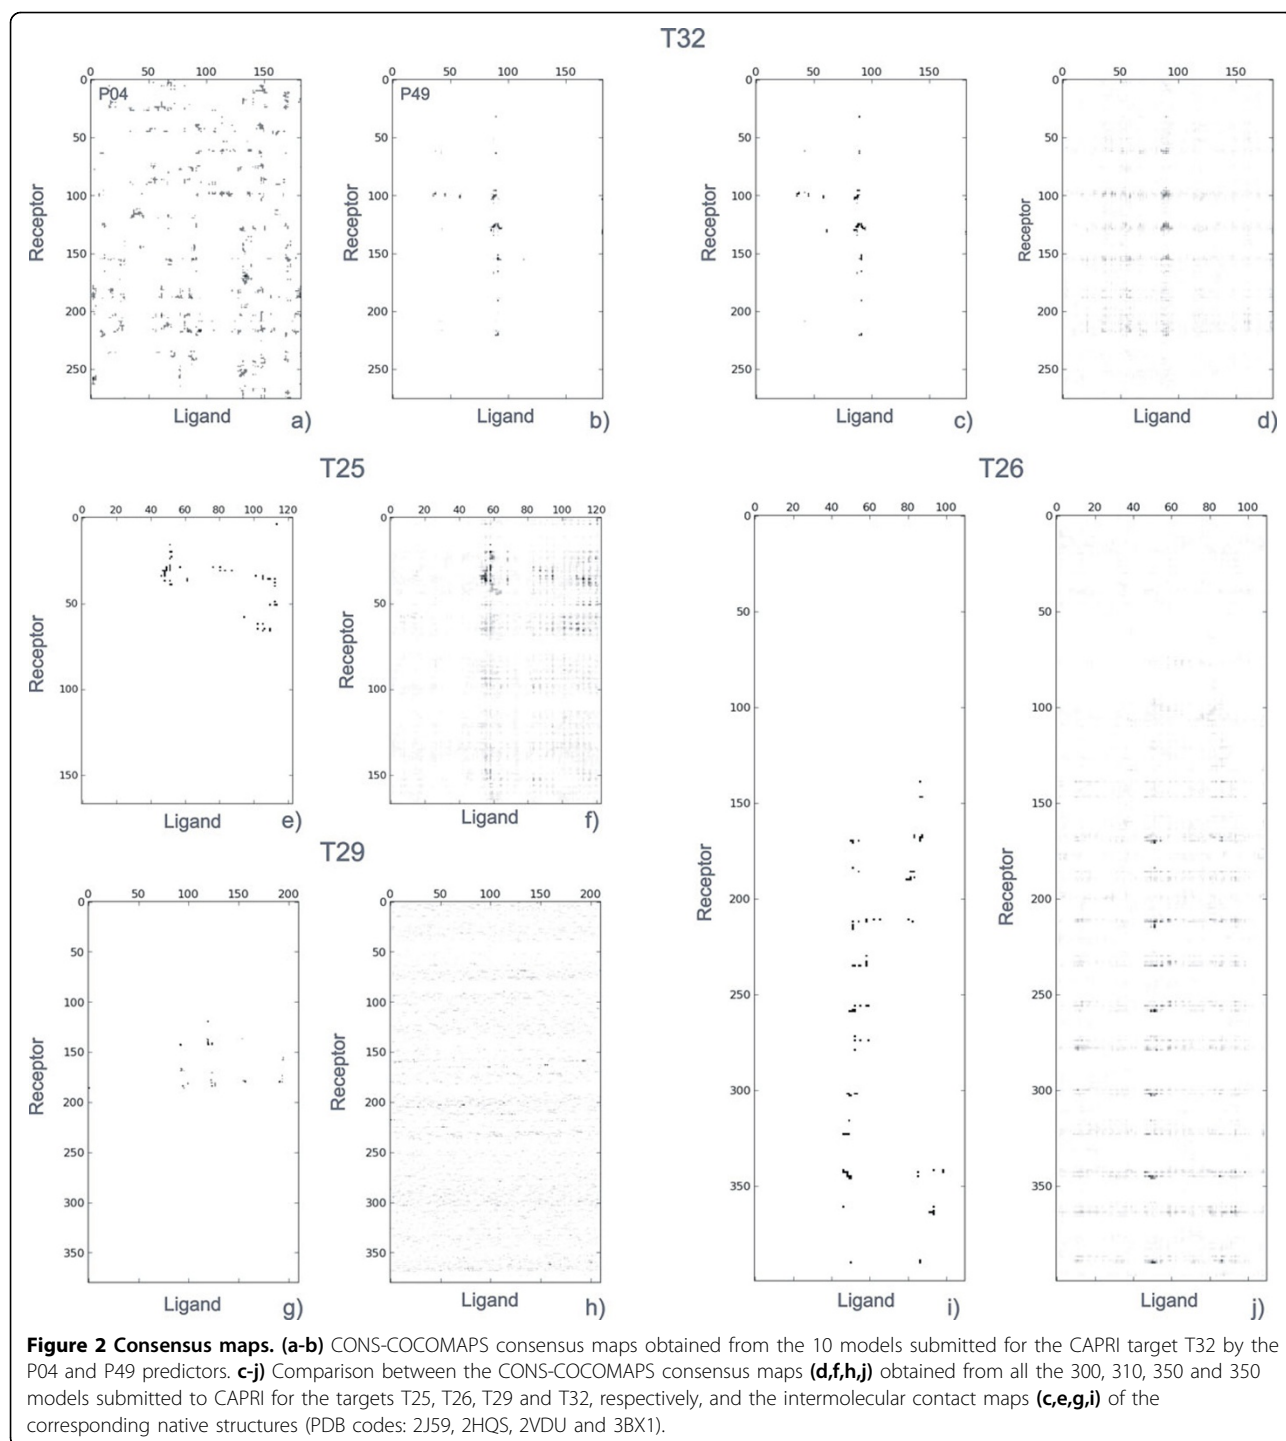 T32
0 50 100 150
0 50 100 150
0 50 100 150
0 50 100 150
P04
P49
0
50
100
150
200
250
Receptor
Ligand
a)
0
50
100
150
200
250
Receptor
Ligand
b)
0
50
100
150
200
250
Receptor
Ligand
c)
0
50
100
150
200
250
Receptor
Ligand
d)
T25
0 20 40 60 80 100 120
0
50
100
150
Receptor
Ligand
e)
0 20 40 60 80 100 120
0
50
100
150
Receptor
Ligand
f)
T29
0 50 100 150 200
0
50
100
150
200
250
300
350
Receptor
Ligand
g)
0 50 100 150 200
0
50
100
150
200
250
300
350
Receptor
Ligand
h)
T26
0 20 40 60 80 100
0
50
100
150
200
250
300
350
Receptor
Ligand
i)
0 20 40 60 80 100
0
50
100
150
200
250
300
350
Receptor
Ligand
j)
Figure 2 Consensus maps. (a-b) CONS-COCOMAPS consensus maps obtained from the 10 models submitted for the CAPRI target T32 by the
P04 and P49 predictors. c-j) Comparison between the CONS-COCOMAPS consensus maps (d,f,h,j) obtained from all the 300, 310, 350 and 350
models submitted to CAPRI for the targets T25, T26, T29 and T32, respectively, and the intermolecular contact maps (c,e,g,i) of the
corresponding native structures (PDB codes: 2J59, 2HQS, 2VDU and 3BX1).